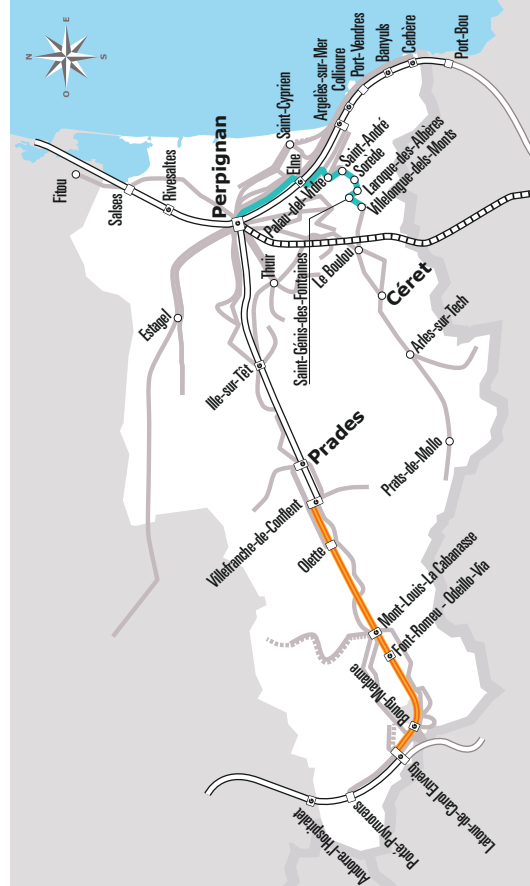 N
E
S
O
Fitou
Salses
Rivesaltes
Perpignan
Saint-Cyprien
Elne
Argelès-sur-Mer
Collioure
Port-Vendres
Banyuls
Cerbère
Port-Bou
Palau-del-Vidre
Saint-André
Sorède
Laroque-des-Albères
Villelongue-dels-Monts
Saint-Génis-des-Fontaines
Le Boulou
Céret
Thuir
Estagel
Ille-sur-Têt
Arles-sur-Tech
Prades
Prats-de-Mollo
Villefranche-de-Conflent
Olette
Mont-Louis-La Cabanasse
Font-Romeu - Odeillo-Via
Bourg-Madame
Latour-de-Carol Enveitg
Porté-Puymorens
Andorre-l'Hospitalet